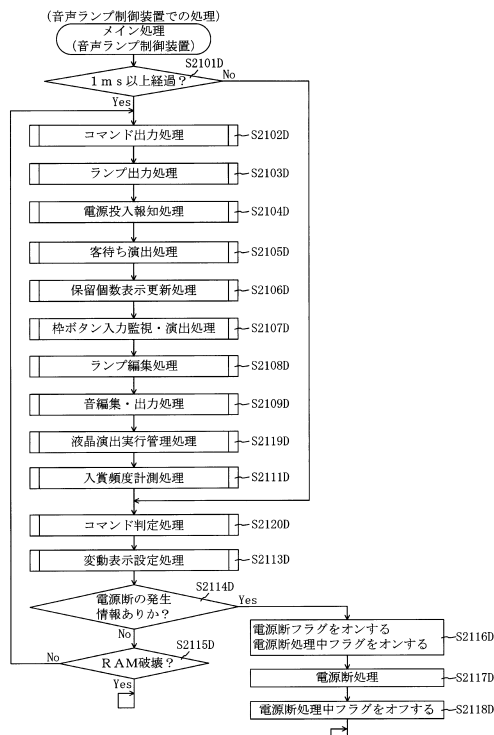 (音声ランプ制御装置での処理)
メイン処理
(音声ランプ制御装置)
S2101D
1ms以上経過？
No
Yes
コマンド出力処理
S2102D
ランプ出力処理
S2103D
電源投入報知処理
S2104D
客待ち演出処理
S2105D
保留個数表示更新処理
S2106D
枠ボタン入力監視・演出処理
S2107D
ランプ編集処理
S2108D
音編集・出力処理
S2109D
液晶演出実行管理処理
S2119D
入賞頻度計測処理
S2111D
コマンド判定処理
S2120D
変動表示設定処理
S2113D
S2114D
電源断の発生
情報ありか？
Yes
No
S2115D
No
RAM破壊？
Yes
電源断フラグをオンする
電源断処理中フラグをオンする
S2116D
電源断処理
S2117D
電源断処理中フラグをオフする
S2118D